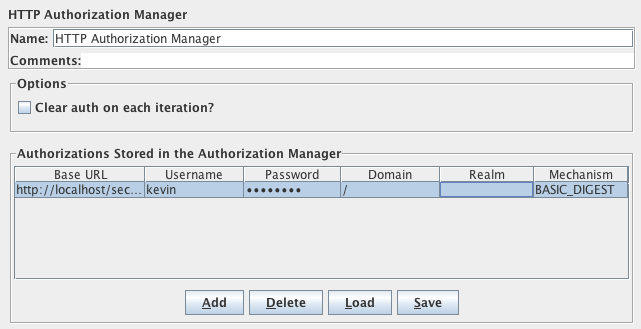 HTTP Authorization Manager
Name: HTTP Authorization Manager
Comments:
Options
Clear auth on each iteration?
Authorizations Stored in the Authorization Manager
Base URL Username Password Domain Realm Mechanism
http://localhost/sec... kevin •••••••• / BASIC_DIGEST
Add Delete Load Save